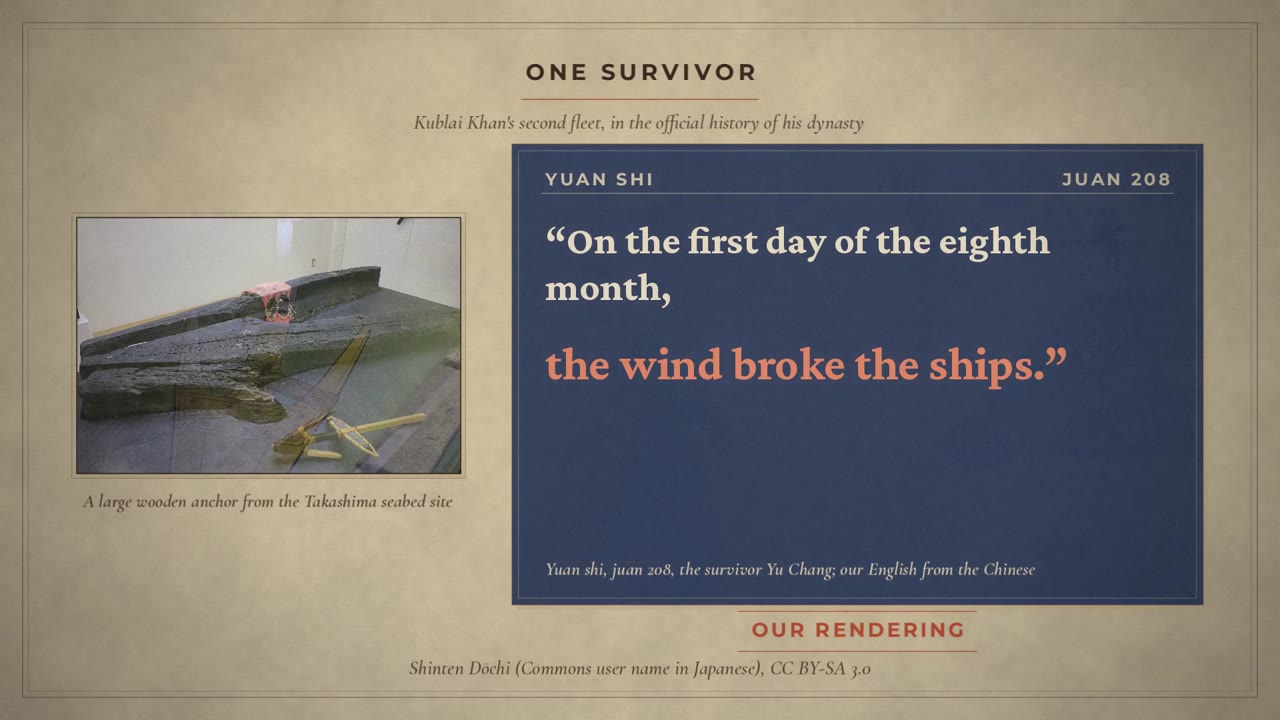 ONE SURVIVOR
Kublai Khan's second fleet, in the official history of his dynasty
YUAN SHI
JUAN 208
“On the first day of the eighth
month,
the wind broke the ships.”
A large wooden anchor from the Takashima seabed site
Yuan shi, juan 208, the survivor Yu Chang; our English from the Chinese
OUR RENDERING
Shinten Dōchi (Commons user name in Japanese), CC BY-SA 3.0